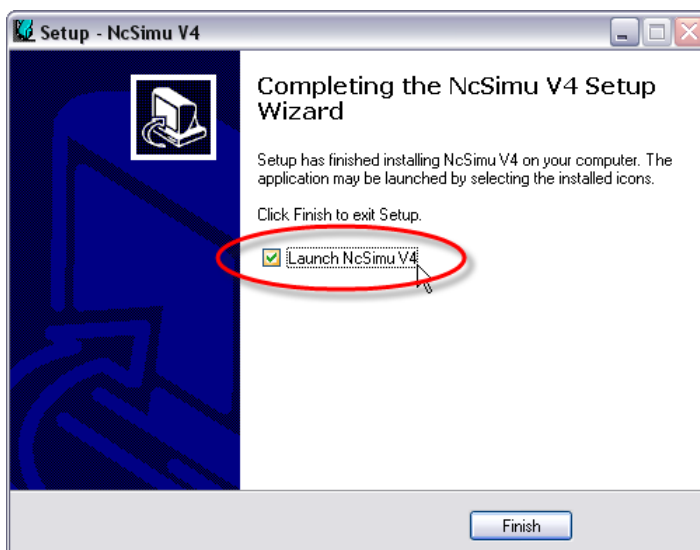 Setup - NcSimu V4
Completing the NcSimu V4 Setup
Wizard
Setup has finished installing NcSimu V4 on your computer. The
application may be launched by selecting the installed icons.
Click Finish to exit Setup.
Launch NcSimu V4
Finish